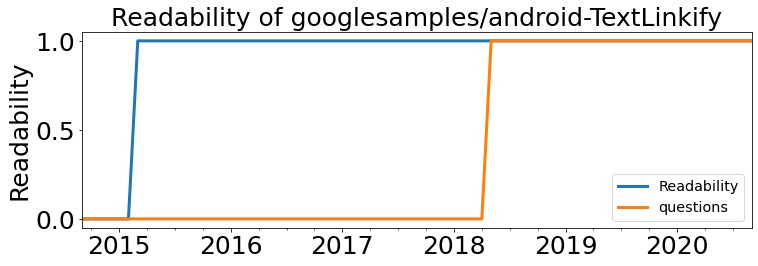 Readability of googlesamples/android-TextLinkify
Readability
1.0
0.5
0.0
Readability
questions
2015 2016 2017 2018 2019 2020